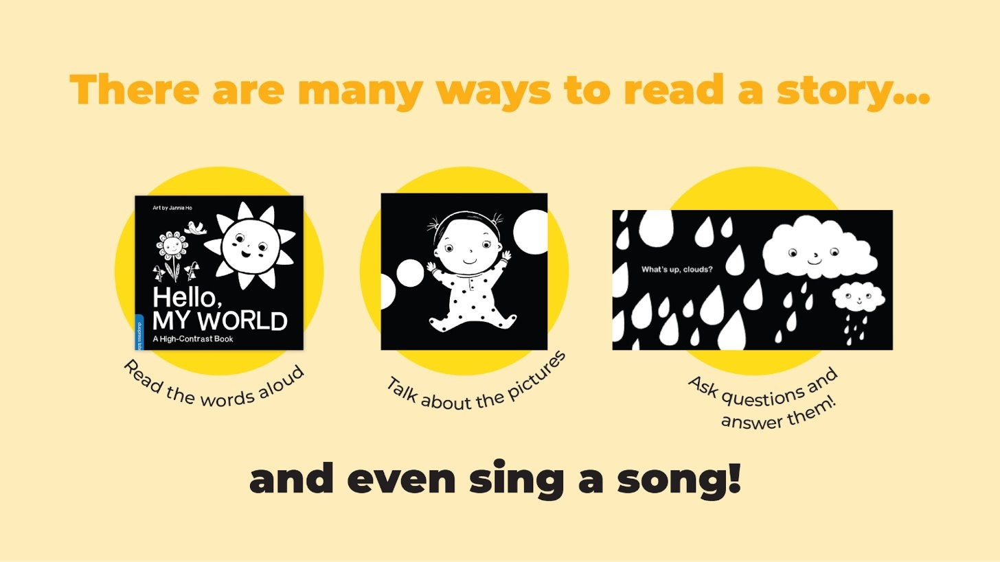 There are many ways to read a story...
Art by Jannie Ho
Hello,
MY WORLD
A High-Contrast Book
What's up, clouds?
Read the words aloud
Talk about the pictures
Ask questions and
answer them!
and even sing a song!